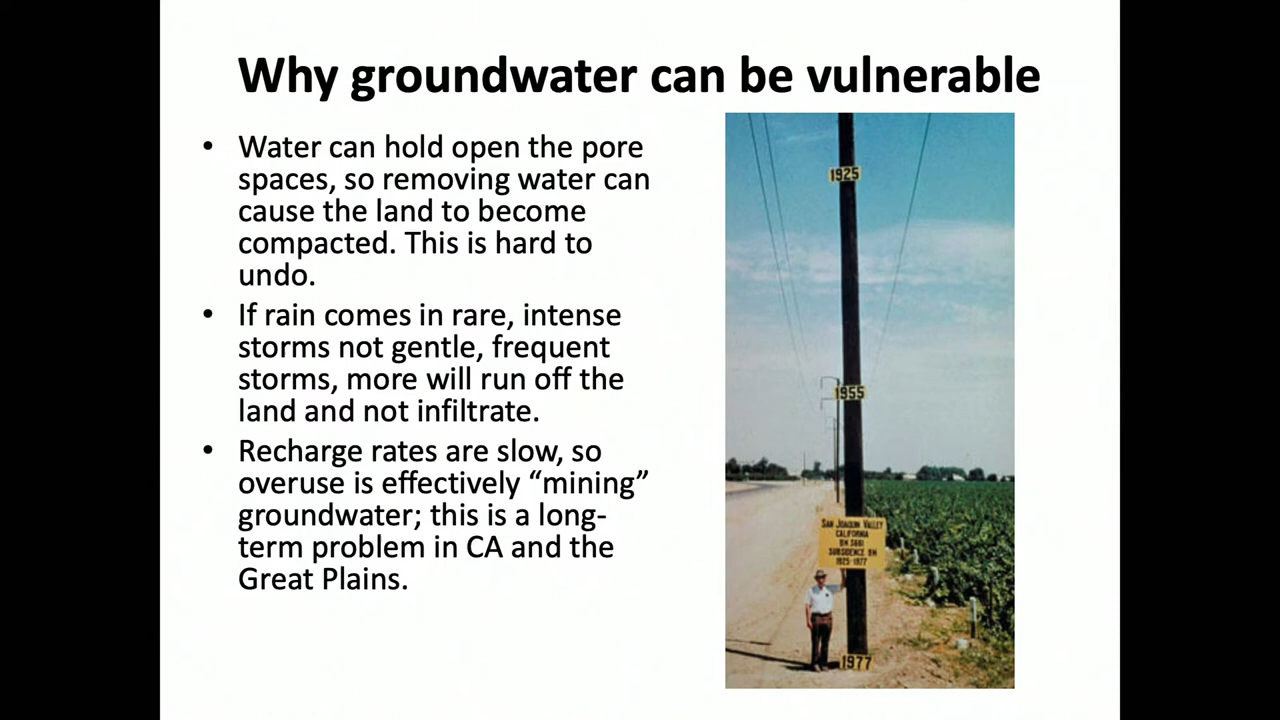 Why groundwater can be vulnerable
• Water can hold open the pore
spaces, so removing water can
cause the land to become
compacted. This is hard to
undo.
• If rain comes in rare, intense
storms not gentle, frequent
storms, more will run off the
land and not infiltrate.
• Recharge rates are slow, so
overuse is effectively “mining”
groundwater; this is a long-
term problem in CA and the
Great Plains.
1925
1955
SAN JOAQUIN VALLEY
CALIFORNIA
BM S661
SUBSIDENCE
1925-1977
1977